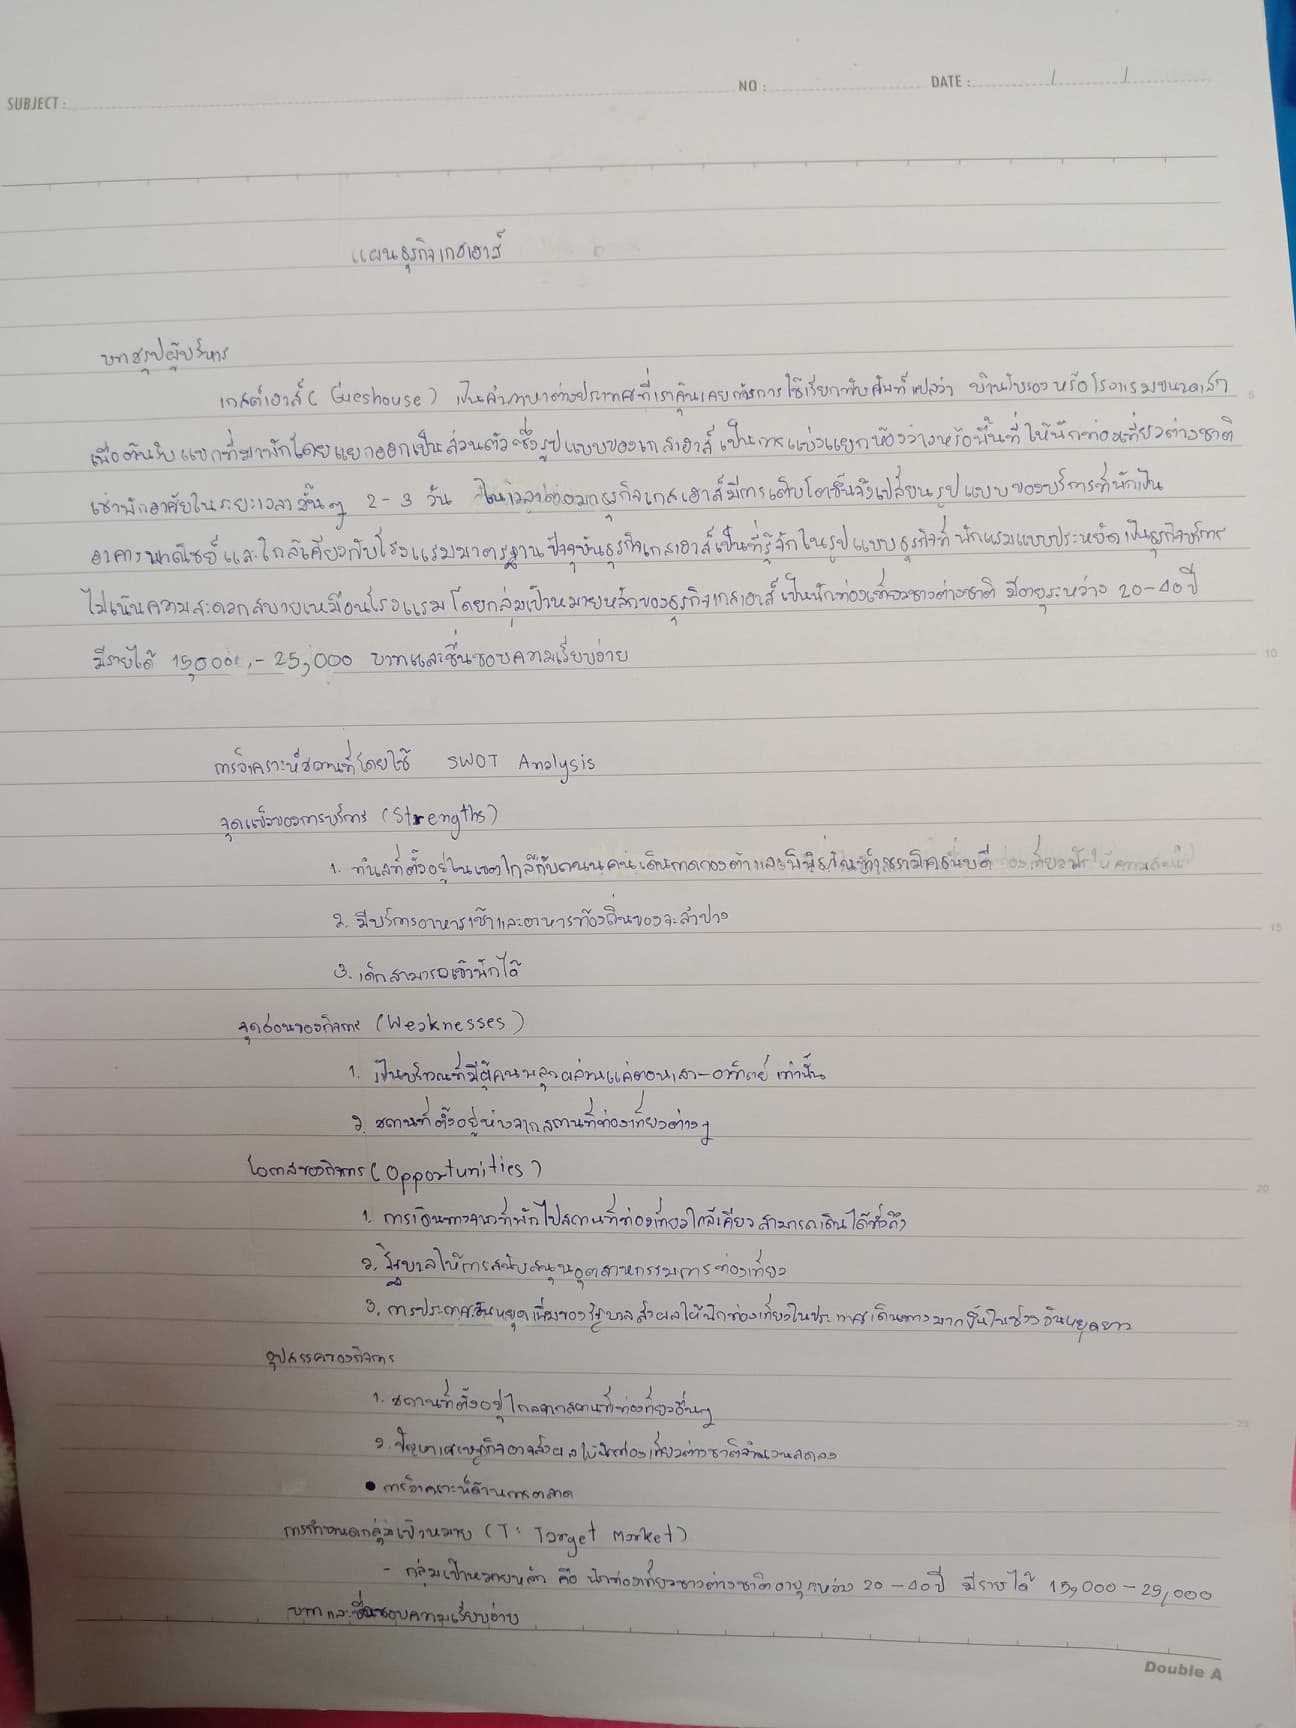 SUBJECT :
NO :
DATE : / /
แผนธุรกิจเกสเฮาส์
บทสรุปผู้บริหาร
เกสต์เฮาส์ ( Gueshouse ) เป็นคำภาษาต่างประเทศที่เราคุ้นเคยกับการใช้เรียกทับศัพท์แปลว่า บ้านรับรองหรือโรงแรมขนาดเล็ก
เพื่อต้นรับแขกที่มาพักโดยแยกออกเป็นส่วนตัว ซึ่งรูปแบบของเกสเฮาส์ เป็นการแบ่งแยกห้องว่างหรือพื้นที่ ให้นักท่องเที่ยวต่างชาติ
เช่าพักอาศัยในระยะเวลาสั้นๆ 2 - 3 วัน ในเวลาต่อมาธุรกิจเกสเฮาส์มีการเติบโตขึ้นจึงเปลี่ยนรูปแบบของบริการที่พักเป็น
อาคารพาณิชย์และใกล้เคียงกับโรงแรมมาตรฐาน ปัจจุบันธุรกิจเกสเฮาส์เป็นที่รู้จักในรูปแบบธุรกิจที่พักแรมแบบประหยัดเป็นธุรกิจบริการ
ไม่เน้นความสะดวกสบายเหมือนโรงแรม โดยกลุ่มเป้าหมายหลักของธุรกิจเกสเฮาส์ เป็นนักท่องเที่ยวชาวต่างชาติ มีอายุระหว่าง 20 - 40 ปี
มีรายได้ 15,000 - 25,000 บาทและชื่นชอบความเรียบง่าย
10
การวิเคราะห์สถานที่โดยใช้ SWOT Analysis
จุดแข็งของการบริการ (Strengths)
1. ทำเลที่ตั้งอยู่ในเขตใกล้กับถนนคนเดินกาดกองต้าและพิพิธภัณฑ์เซรามิคธนบดี
2. มีบริการอาหารเช้าและอาหารท้องถิ่นของจ.ลำปาง
15
3. เด็กสามารถเข้าพักได้
จุดอ่อนของกิจการ (Weaknesses)
1. เป็นบริเวณที่มีผู้คนพลุกพล่านแค่ตอนเสา - อาทิตย์ เท่านั้น
2. สถานที่ตั้งอยู่ห่างจากสถานที่ท่องเที่ยวต่างๆ
โอกาสของกิจการ (Opportunities)
20
1. การเดินทางจากที่พักไปสถานที่ท่องเที่ยวใกล้เคียงสามารถเดินได้ทั่วถึง
2. รัฐบาลให้การสนับสนุนอุตสาหกรรมการท่องเที่ยว
3. การประกาศวันหยุดเพิ่มของรัฐบาลส่งผลให้นักท่องเที่ยวในประเทศเดินทางมากขึ้นในช่วงวันหยุดยาว
อุปสรรคของกิจการ
1. สถานที่ตั้งอยู่ไกลจากสถานที่ท่องเที่ยวอื่นๆ
25
2. ปัญหาเศรษฐกิจอาจส่งผลให้นักท่องเที่ยวต่างชาติจำนวนลดลง
• การวิเคราะห์ด้านการตลาด
การกำหนดกลุ่มเป้าหมาย (T: Target Market)
- กลุ่มเป้าหมายหลัก คือ นักท่องเที่ยวชาวต่างชาติ อายุระหว่าง 20 - 40 ปี มีรายได้ 15,000 - 25,000
บาท และชื่นชอบความเรียบง่าย
Double A